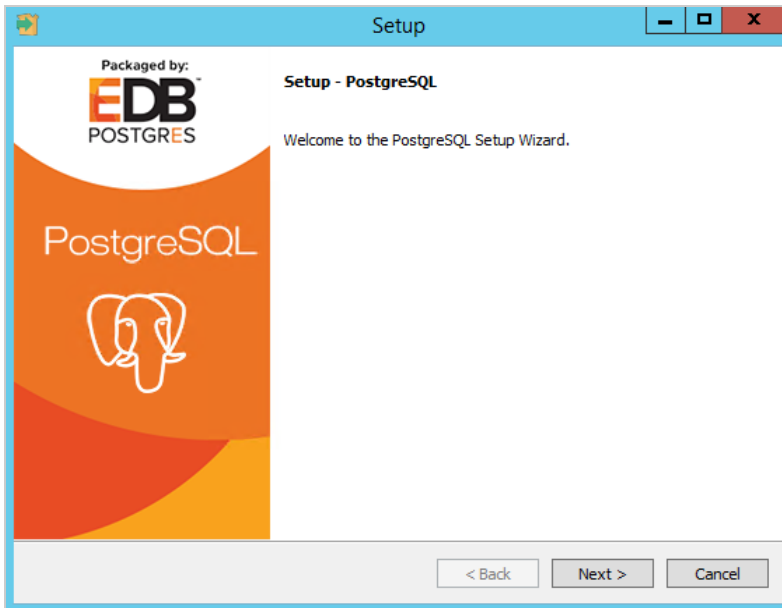 Setup
Packaged by:
EDB
POSTGRES
PostgreSQL
Setup - PostgreSQL
Welcome to the PostgreSQL Setup Wizard.
< Back
Next >
Cancel